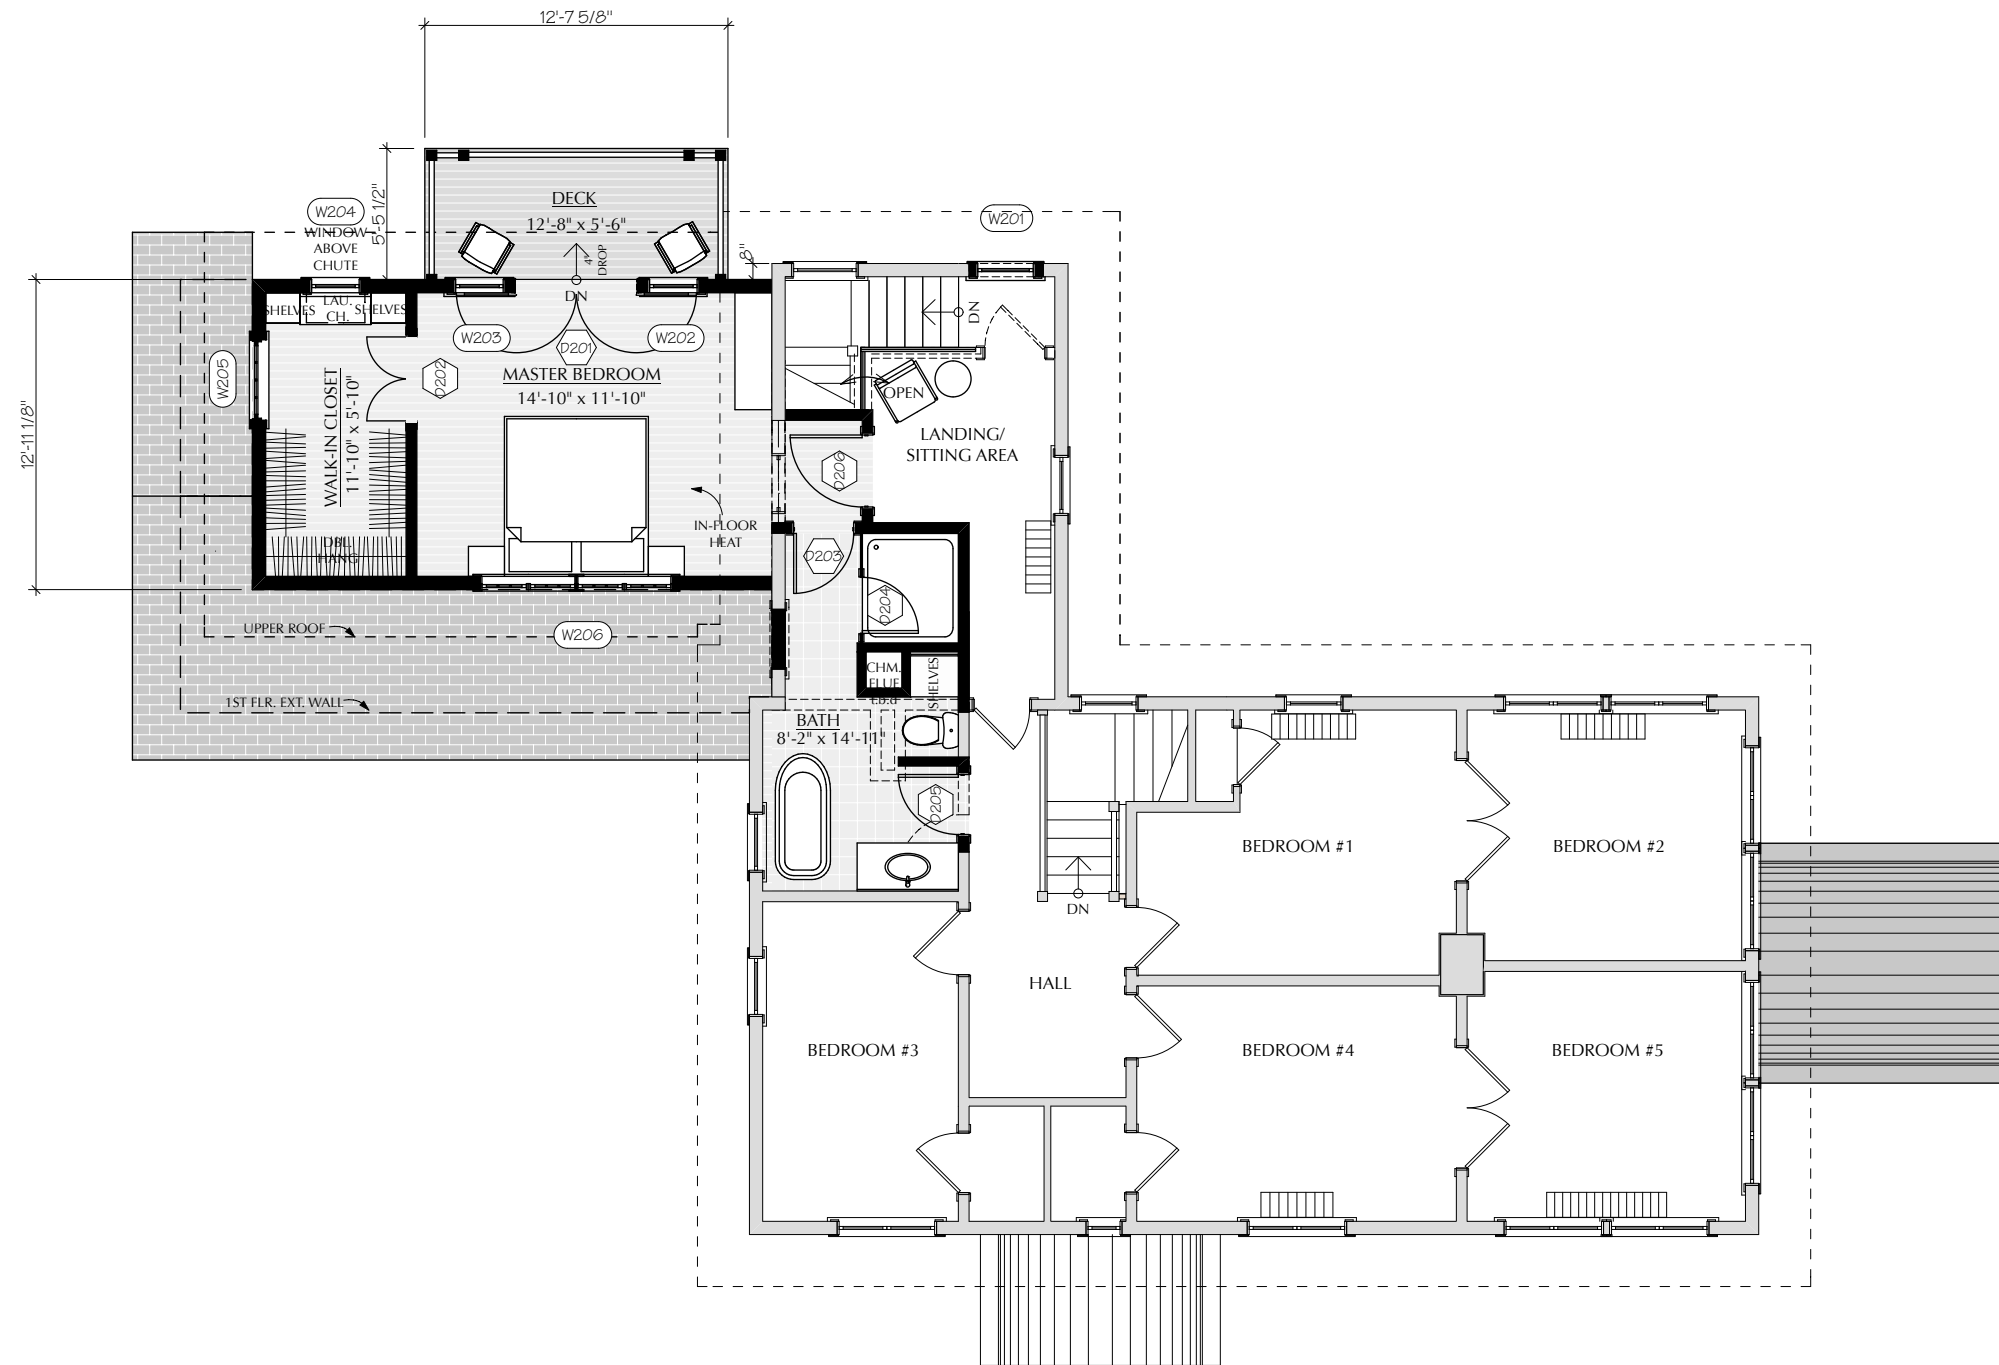 12'-7 5/8"
DECK
12'-8" x 5'-6"
5'-5 1/2"
4"
DROP
DN
8"
W204
WINDOW
ABOVE
CHUTE
W201
12'-11 1/8"
SHELVES
LAU.
CH.
SHELVES
W203
D201
W202
DN
W205
WALK-IN CLOSET
11'-10" x 5'-10"
D202
MASTER BEDROOM
14'-10" x 11'-10"
OPEN
LANDING/
SITTING AREA
D206
IN-FLOOR
HEAT
DBL.
HANG
D203
D204
UPPER ROOF
W206
CHM.
FLUE
t.b.d
SHELVES
1ST FLR. EXT. WALL
BATH
8'-2" x 14'-11"
D205
BEDROOM #1
BEDROOM #2
DN
HALL
BEDROOM #3
BEDROOM #4
BEDROOM #5